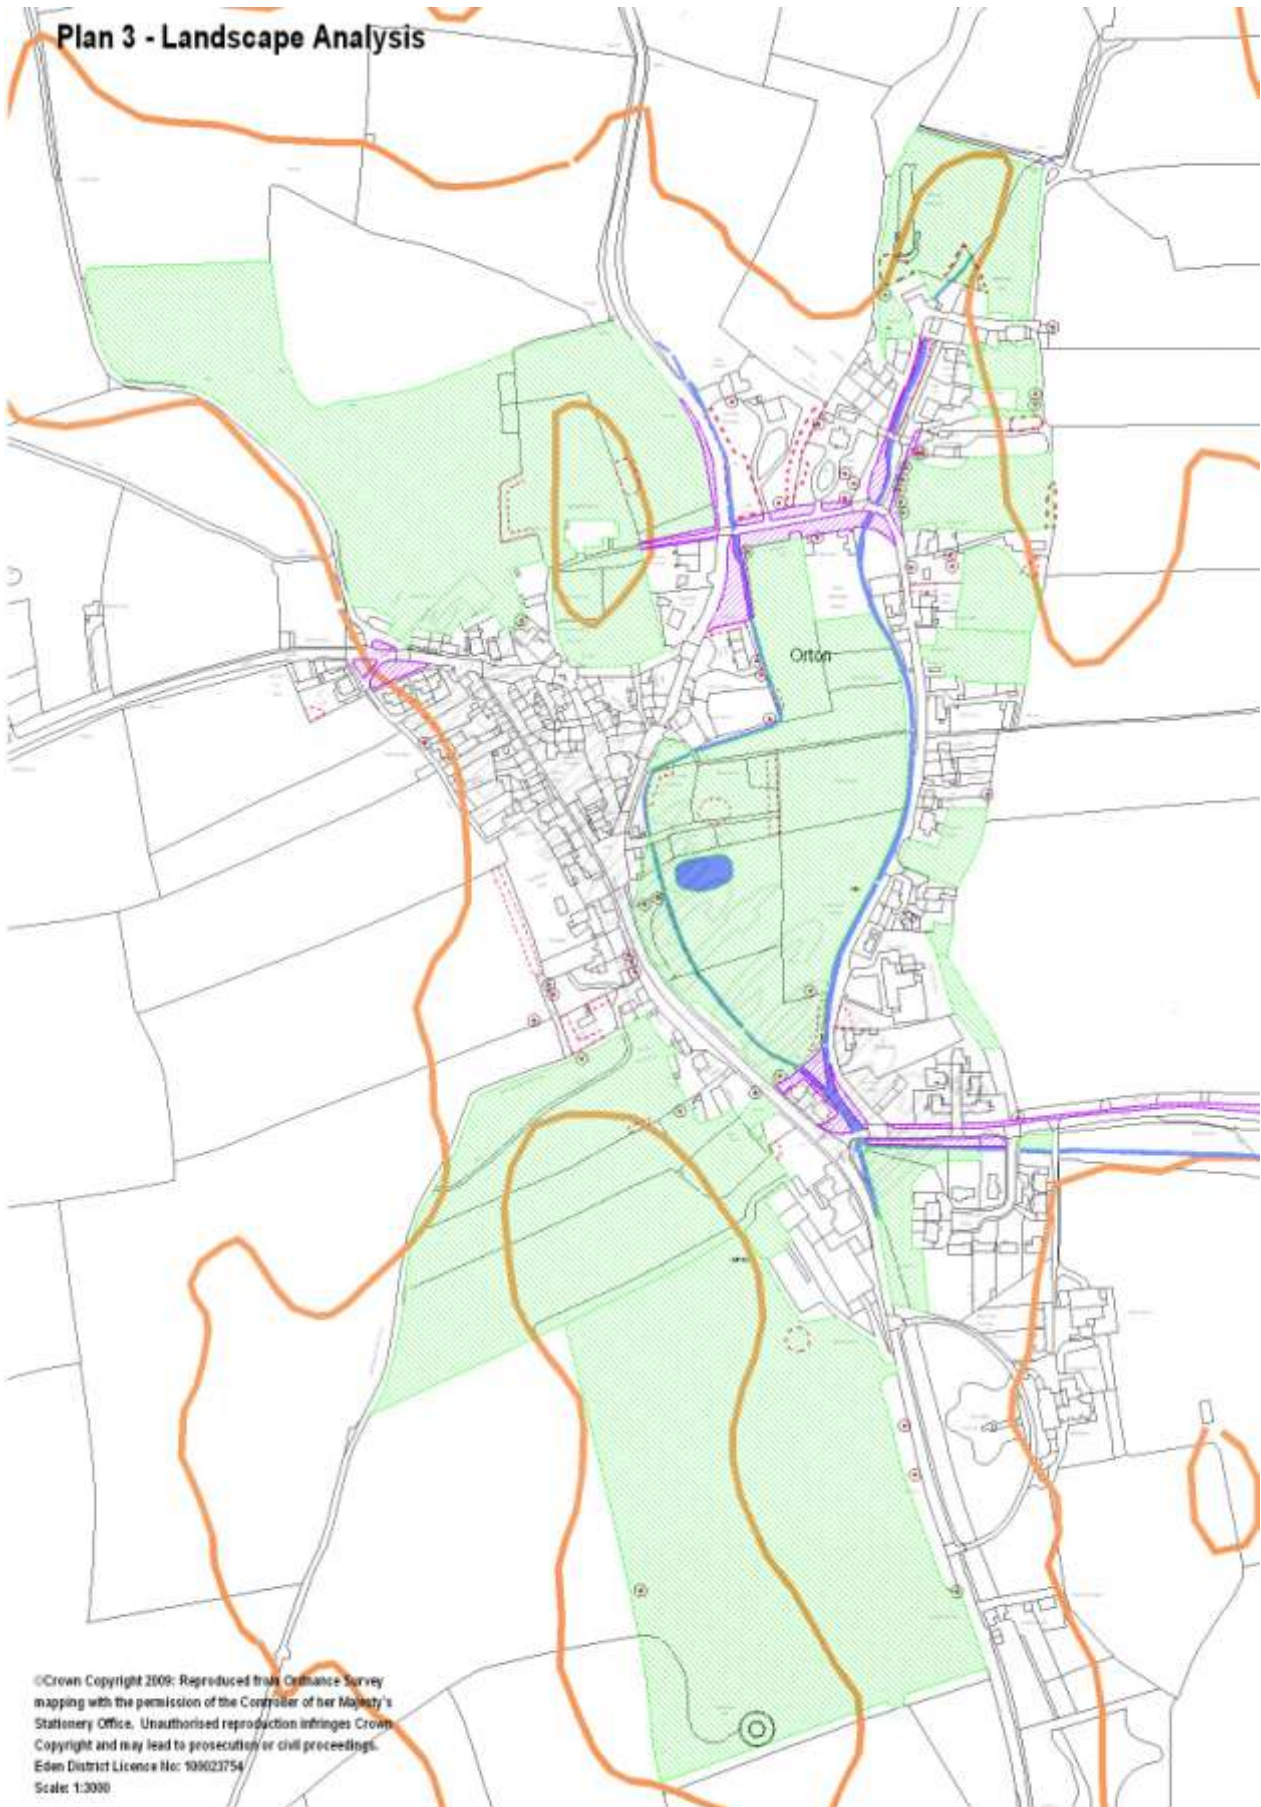 Plan 3 - Landscape Analysis
Orton
©Crown Copyright 2009: Reproduced from Ordnance Survey
mapping with the permission of the Controller of her Majesty's
Stationery Office. Unauthorised reproduction infringes Crown
Copyright and may lead to prosecution or civil proceedings.
Eden District Licence No: 100023754
Scale: 1:3000